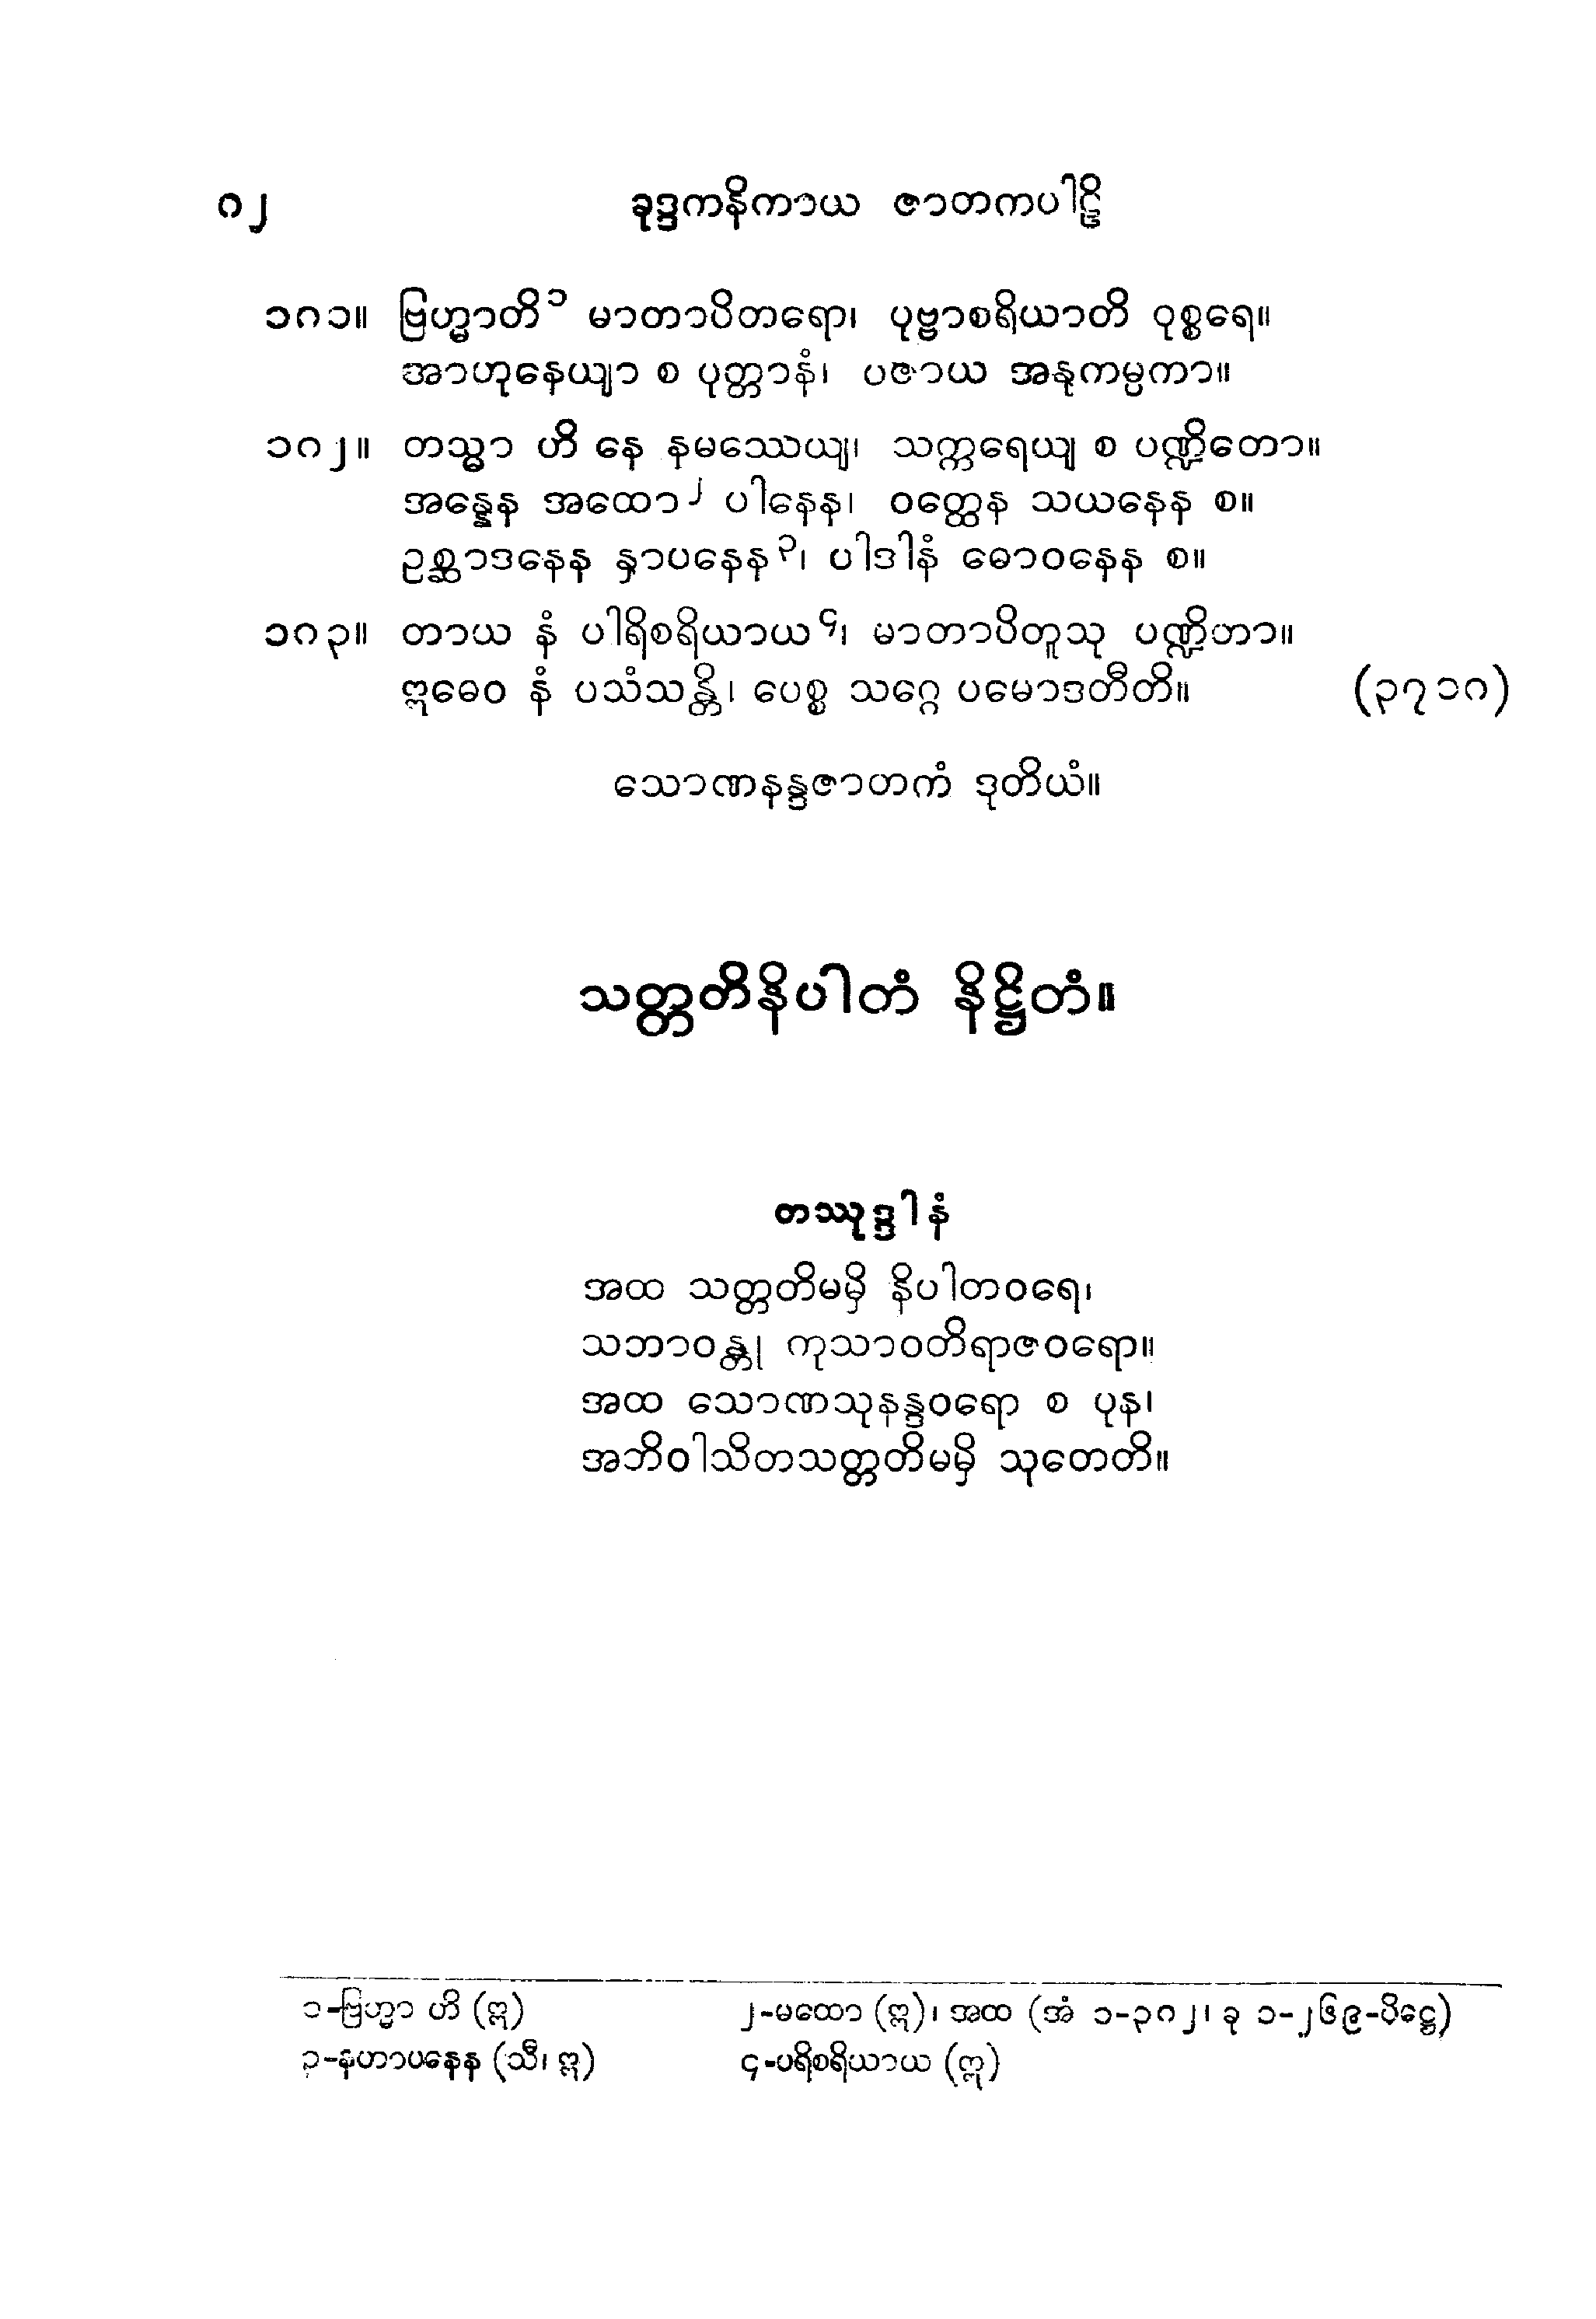 ၈၂ ခုဒ္ဒကနိကာယ ဇာတကပါဠိ
၁၈၁။ ဗြဟ္မာတိ၁ မာတာပိတရော၊ ပုဗ္ဗာစရိယာတိ ဝုစ္စရေ။
အာဟုနေယျာ စ ပုတ္တာနံ၊ ပဇာယ အနုကမ္ပကာ။
၁၈၂။ တသ္မာ ဟိ နေ နမဿေယျ၊ သက္ကရေယျ စ ပဏ္ဍိတော။
အန္နေန အထော၂ ပါနေန၊ ဝတ္ထေန သယနေန စ။
ဥစ္ဆာဒနေန နှာပနေန၃၊ ပါဒါနံ ဓောဝနေန စ။
၁၈၃။ တာယ နံ ပါရိစရိယာယ၄၊ မာတာပိတူသု ပဏ္ဍိတာ။
ဣဓေဝ နံ ပသံသန္တိ၊ ပေစ္စ သဂ္ဂေ ပမောဒတီတိ။ (၃၇၁၈)
သောဏနန္ဒဇာတကံ ဒုတိယံ။
သတ္တတိနိပါတံ နိဋ္ဌိတံ။
တဿုဒ္ဒါနံ
အထ သတ္တတိမမှိ နိပါတဝရေ၊
သဘာဝန္တု ကုသာဝတိရာဇဝရော။
အထ သောဏသုနန္ဒဝရော စ ပုန၊
အဘိဝါသိတသတ္တတိမမှိ သုတေတိ။
၁-ဗြဟ္မာ ဟိ (ဣ) ၂-မထော (ဣ)၊ အထ (အံ ၁-၃၈၂၊ ခု ၁-၂၆၉-ပိဋ္ဌေ)
၃-နဟာပနေန (သီ၊ ဣ) ၄-ပရိစရိယာယ (ဣ)